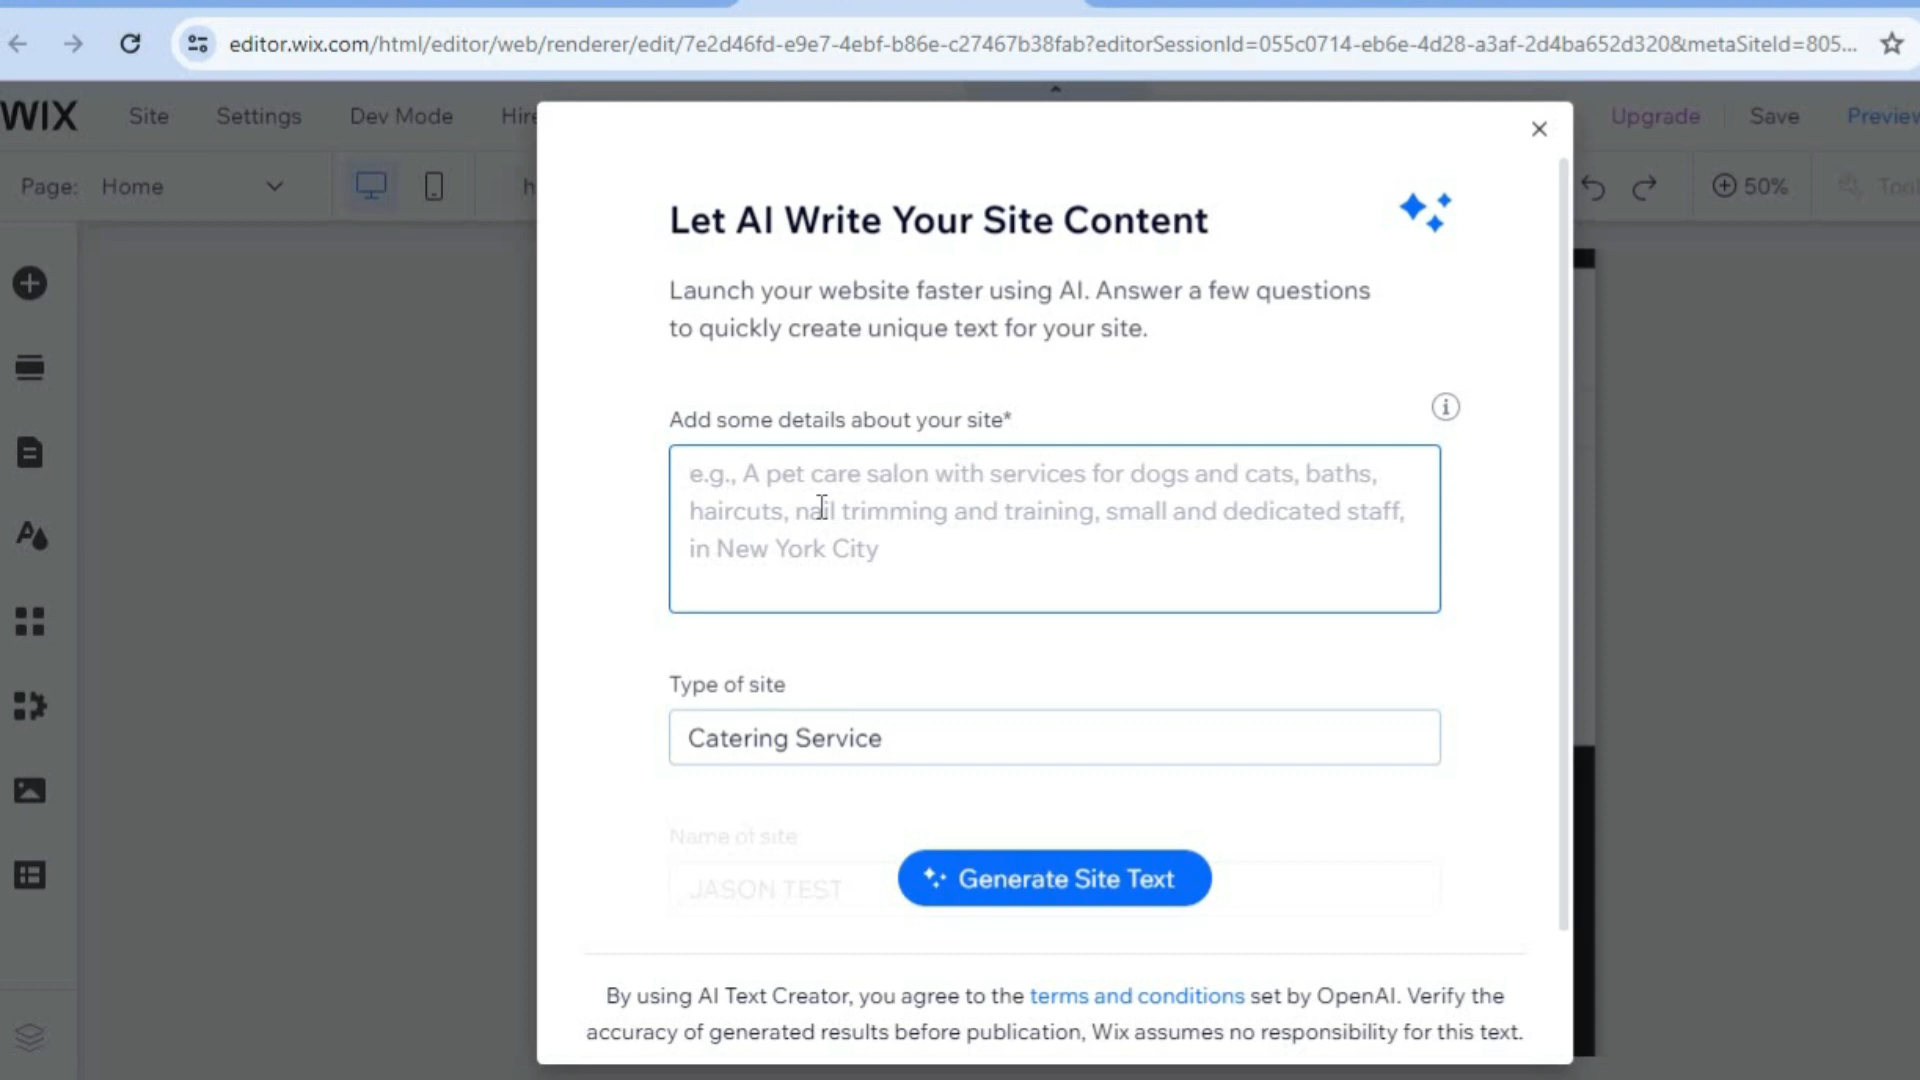 editor.wix.com/html/editor/web/renderer/edit/7e2d46fd-e9e7-4ebf-b86e-c27467b38fab?editorSessionId=055c0714-eb6e-4d28-a3af-2d4ba652d320&metaSiteId=805...
WIX Site Settings Dev Mode Hire Upgrade Save Preview
Page: Home h 50% Tool
Let AI Write Your Site Content
Launch your website faster using AI. Answer a few questions
to quickly create unique text for your site.
Add some details about your site*
e.g., A pet care salon with services for dogs and cats, baths,
haircuts, nail trimming and training, small and dedicated staff,
in New York City
Type of site
Catering Service
Name of site
JASON TEST
Generate Site Text
By using AI Text Creator, you agree to the terms and conditions set by OpenAI. Verify the
accuracy of generated results before publication, Wix assumes no responsibility for this text.